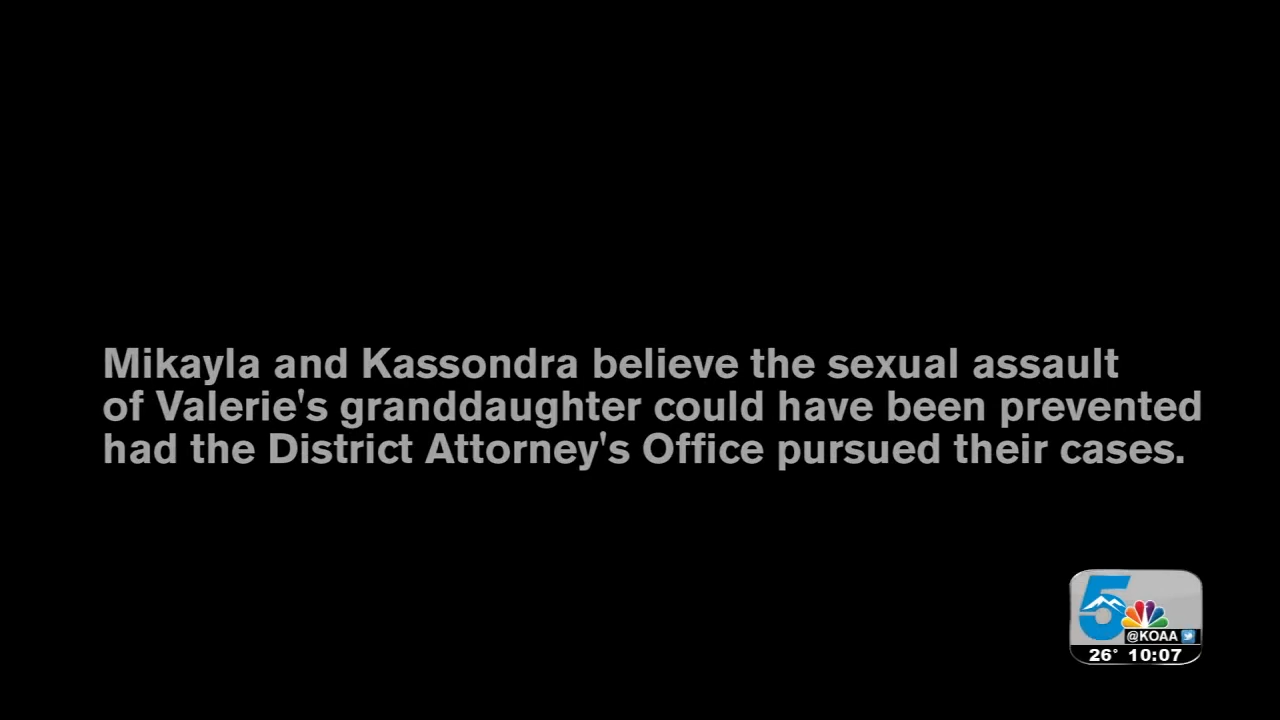 Mikayla and Kassondra believe the sexual assault
of Valerie's granddaughter could have been prevented
had the District Attorney's Office pursued their cases.
5
@KOAA
26° 10:07